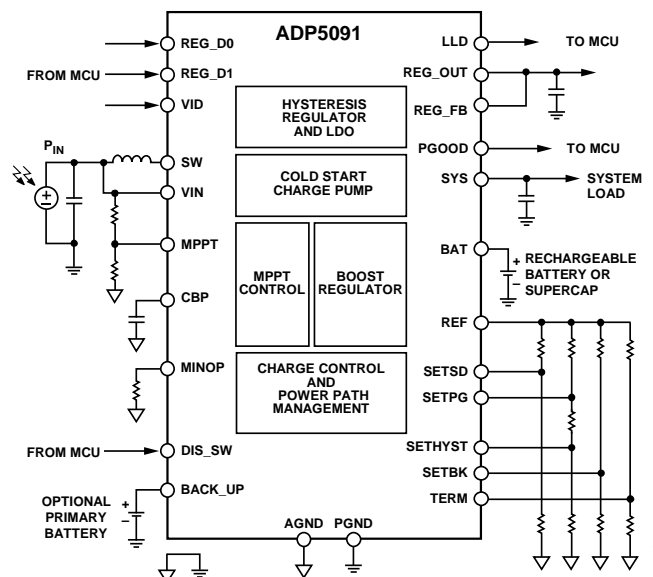 ADP5091
REG_D0
FROM MCU
REG_D1
VID
PIN
SW
VIN
MPPT
CBP
MINOP
FROM MCU
DIS_SW
BACK_UP
OPTIONAL
PRIMARY
BATTERY
HYSTERESIS
REGULATOR
AND LDO
COLD START
CHARGE PUMP
MPPT
CONTROL
BOOST
REGULATOR
CHARGE CONTROL
AND
POWER PATH
MANAGEMENT
AGND
PGND
LLD
TO MCU
REG_OUT
REG_FB
PGOOD
TO MCU
SYS
SYSTEM
LOAD
BAT
RECHARGEABLE
BATTERY OR
SUPERCAP
REF
SETSD
SETPG
SETHYST
SETBK
TERM